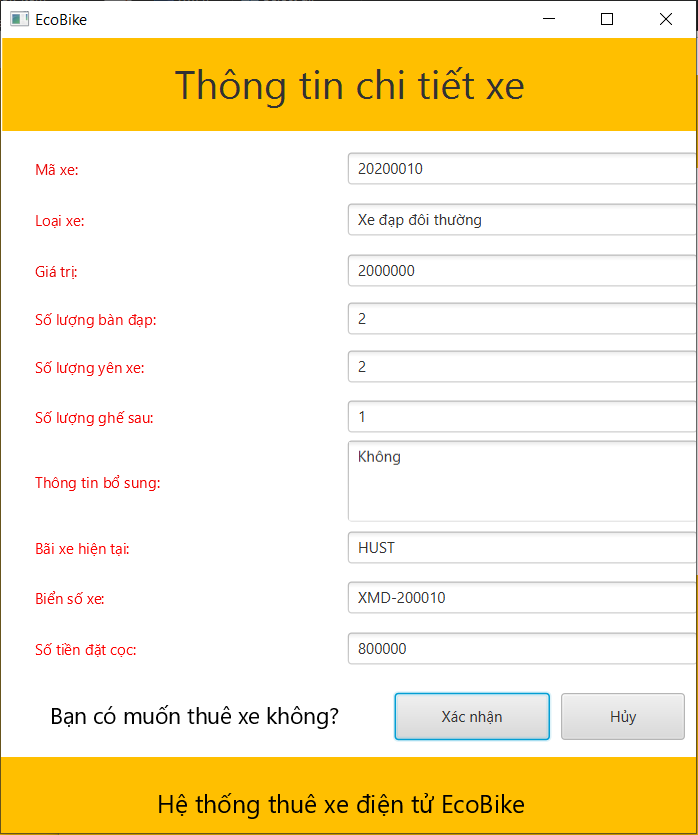 EcoBike
Thông tin chi tiết xe
Mã xe: 20200010
Loại xe: Xe đạp đôi thường
Giá trị: 2000000
Số lượng bàn đạp: 2
Số lượng yên xe: 2
Số lượng ghế sau: 1
Thông tin bổ sung: Không
Bãi xe hiện tại: HUST
Biển số xe: XMD-200010
Số tiền đặt cọc: 800000
Bạn có muốn thuê xe không? Xác nhận Hủy
Hệ thống thuê xe điện tử EcoBike